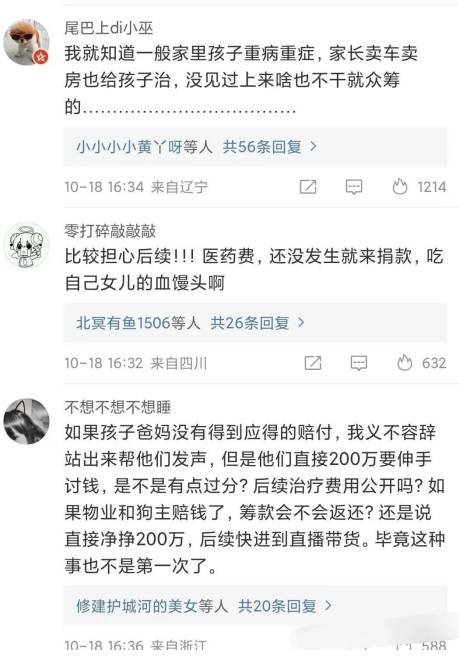 尾巴上di小巫
我就知道一般家里孩子重病重症，家长卖车卖
房也给孩子治，没见过上来啥也不干就众筹
的..................................
小小小小黄丫呀等人 共56条回复 >
10-18 16:34 来自辽宁
1214
零打碎敲敲敲
比较担心后续!!! 医药费，还没发生就来捐款，吃
自己女儿的血馒头啊
北冥有鱼1506等人 共26条回复 >
10-18 16:32 来自四川
632
不想不想不想睡
如果孩子爸妈没有得到应得的赔付，我义不容辞
站出来帮他们发声，但是他们直接200万要伸手
讨钱，是不是有点过分? 后续治疗费用公开吗? 如
果物业和狗主赔钱了，筹款会不会返还? 还是说
直接净挣200万，后续快进到直播带货。毕竟这种
事也不是第一次了。
修建护城河的美女等人 共20条回复 >
10-18 16:36 来自浙江
588